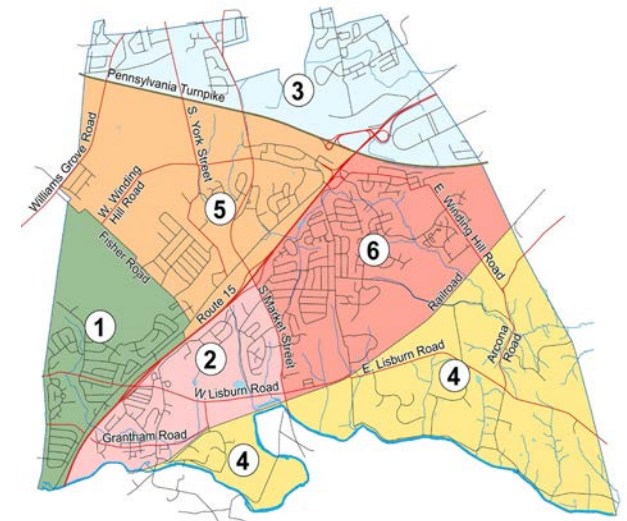 Pennsylvania Turnpike
3
Williams Grove Road
S. York Street
W. Winding
Hill Road
5
E. Winding Hill Road
Fisher Road
6
Route 15
S. Market Street
Railroad
1
2
Arcona
Road
E. Lisburn Road
4
W. Lisburn Road
Grantham Road
4